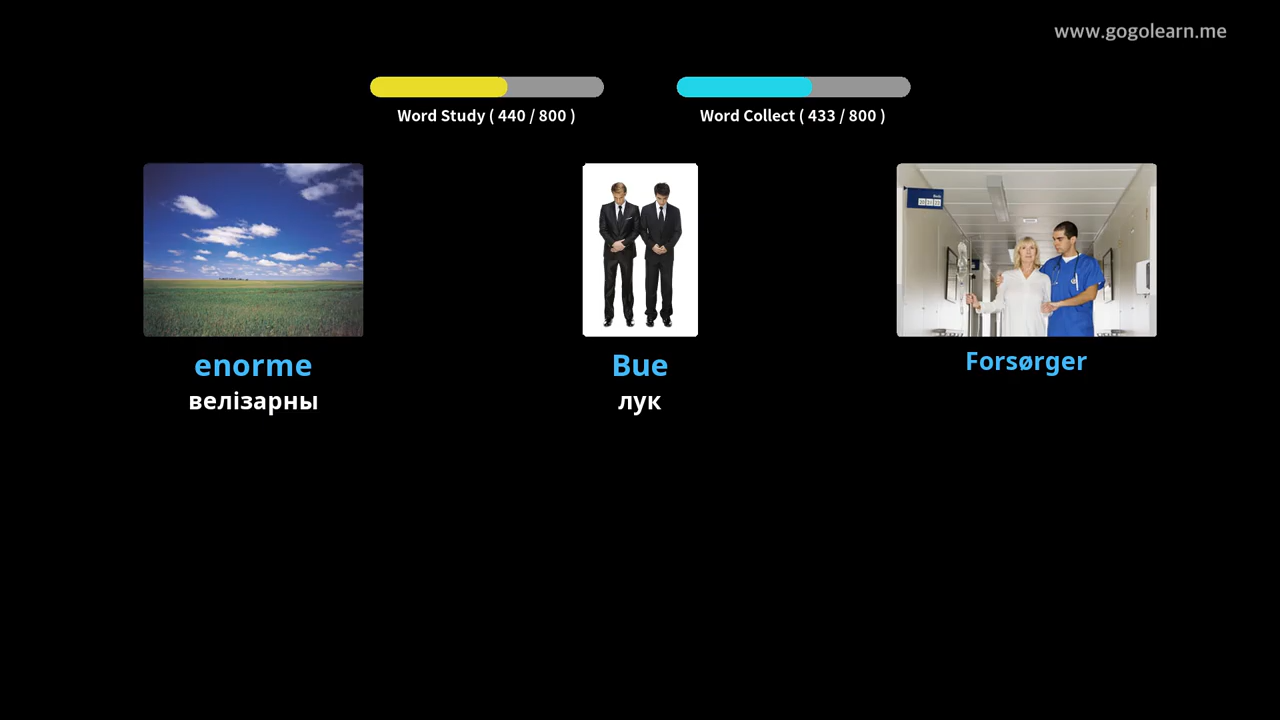 www.gogolearn.me
Word Study ( 440 / 800 )
Word Collect ( 433 / 800 )
enorme
велізарны
Bue
лук
Forsørger